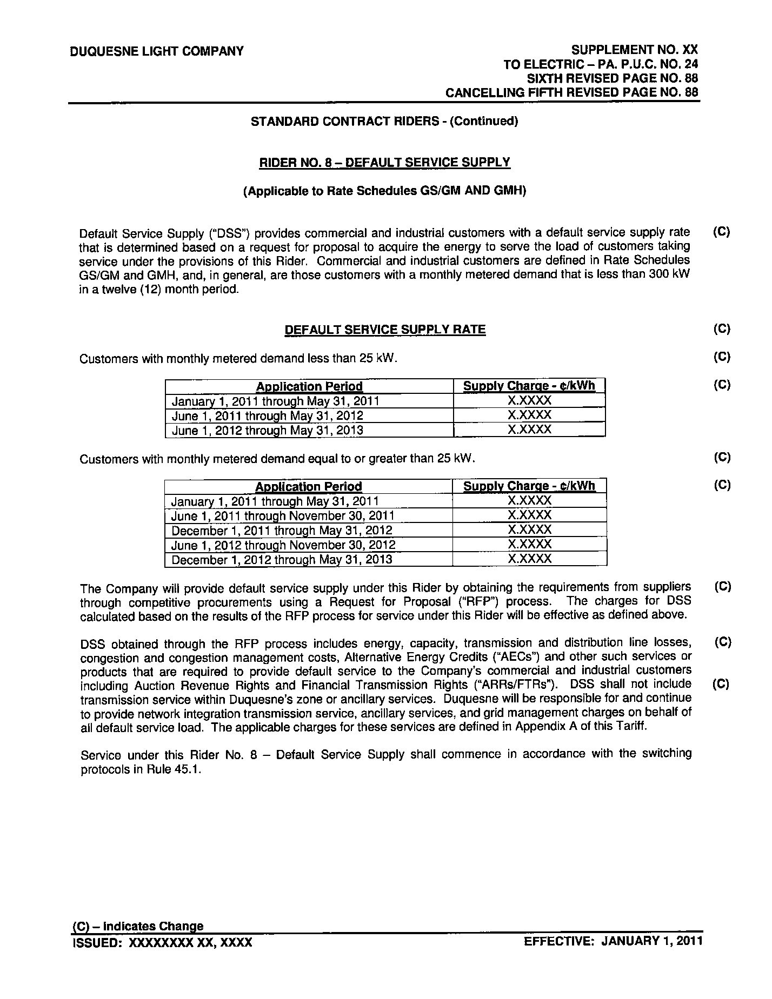 DUQUESNE LIGHT COMPANY
SUPPLEMENT NO. XX
TO ELECTRIC – PA. P.U.C. NO. 24
SIXTH REVISED PAGE NO. 88
CANCELLING FIFTH REVISED PAGE NO. 88
STANDARD CONTRACT RIDERS - (Continued)
RIDER NO. 8 – DEFAULT SERVICE SUPPLY
(Applicable to Rate Schedules GS/GM AND GMH)
Default Service Supply (“DSS”) provides commercial and industrial customers with a default service supply rate (C)
that is determined based on a request for proposal to acquire the energy to serve the load of customers taking
service under the provisions of this Rider. Commercial and industrial customers are defined in Rate Schedules
GS/GM and GMH, and, in general, are those customers with a monthly metered demand that is less than 300 kW
in a twelve (12) month period.
DEFAULT SERVICE SUPPLY RATE (C)
Customers with monthly metered demand less than 25 kW. (C)
Application Period Supply Charge - ¢/kWh (C)
January 1, 2011 through May 31, 2011 X.XXXX
June 1, 2011 through May 31, 2012 X.XXXX
June 1, 2012 through May 31, 2013 X.XXXX
Customers with monthly metered demand equal to or greater than 25 kW. (C)
Application Period Supply Charge - ¢/kWh (C)
January 1, 2011 through May 31, 2011 X.XXXX
June 1, 2011 through November 30, 2011 X.XXXX
December 1, 2011 through May 31, 2012 X.XXXX
June 1, 2012 through November 30, 2012 X.XXXX
December 1, 2012 through May 31, 2013 X.XXXX
The Company will provide default service supply under this Rider by obtaining the requirements from suppliers (C)
through competitive procurements using a Request for Proposal (“RFP”) process. The charges for DSS
calculated based on the results of the RFP process for service under this Rider will be effective as defined above.
DSS obtained through the RFP process includes energy, capacity, transmission and distribution line losses, (C)
congestion and congestion management costs, Alternative Energy Credits (“AECs”) and other such services or
products that are required to provide default service to the Company’s commercial and industrial customers
including Auction Revenue Rights and Financial Transmission Rights (“ARRs/FTRs”). DSS shall not include (C)
transmission service within Duquesne’s zone or ancillary services. Duquesne will be responsible for and continue
to provide network integration transmission service, ancillary services, and grid management charges on behalf of
all default service load. The applicable charges for these services are defined in Appendix A of this Tariff.
Service under this Rider No. 8 – Default Service Supply shall commence in accordance with the switching
protocols in Rule 45.1.
(C) – Indicates Change
ISSUED: XXXXXXXX XX, XXXX EFFECTIVE: JANUARY 1, 2011